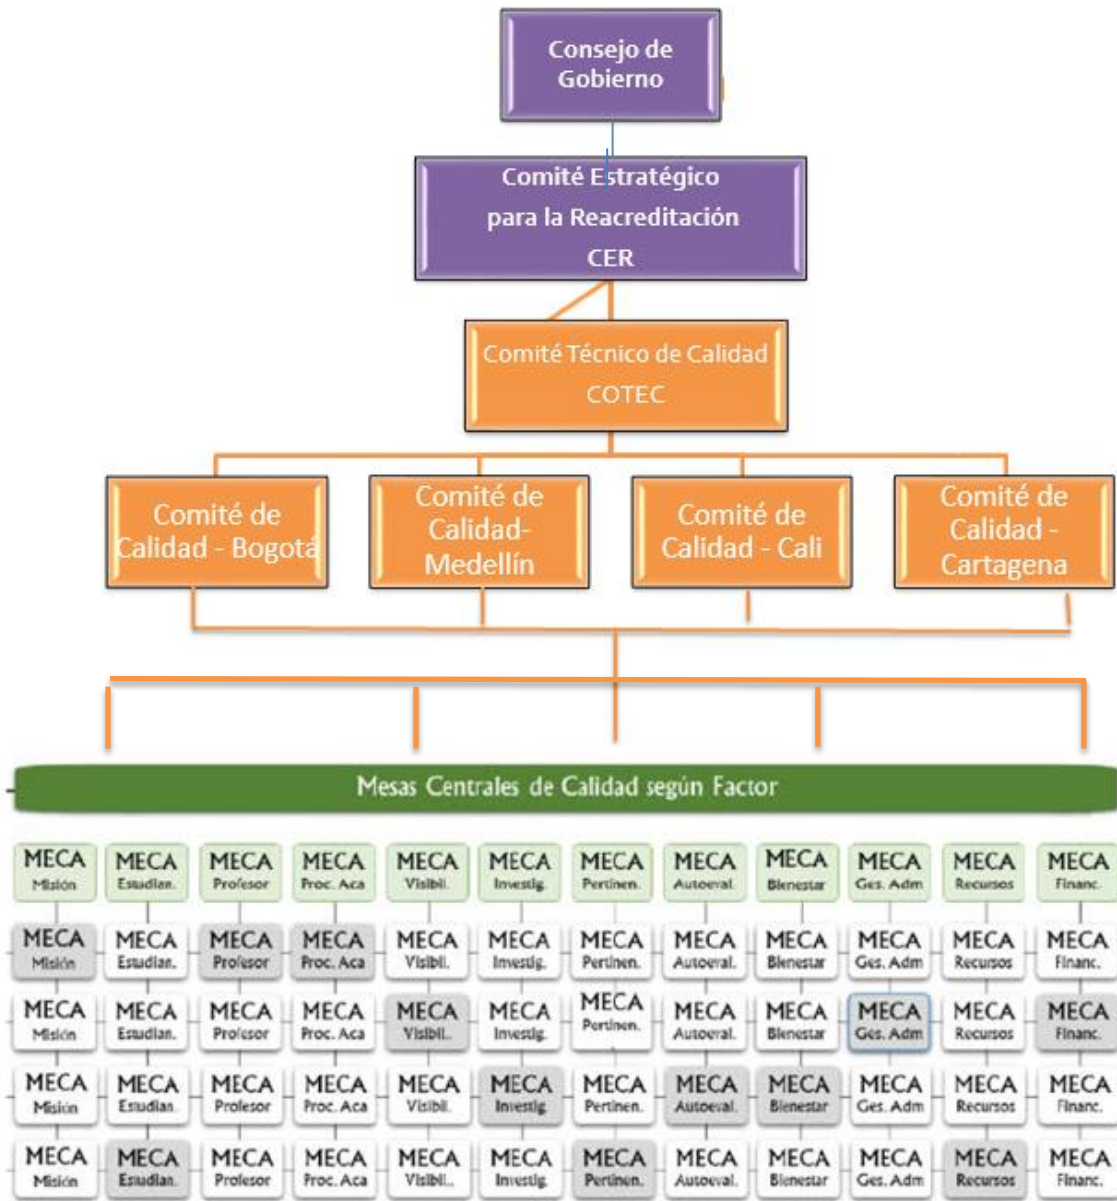 Consejo de
Gobierno
Comité Estratégico
para la Reacreditación
CER
Comité Técnico de Calidad
COTEC
Comité de
Calidad - Bogotá
Comité de
Calidad-
Medellín
Comité de
Calidad - Cali
Comité de
Calidad -
Cartagena
Mesas Centrales de Calidad según Factor
MECA MECA MECA MECA MECA MECA MECA MECA MECA MECA MECA MECA
Misión Estudian. Profesor Proc. Aca Visibil. Investig. Pertinen. Autoeval. Bienestar Ges. Adm Recursos Financ.
MECA MECA MECA MECA MECA MECA MECA MECA MECA MECA MECA MECA
Misión Estudian. Profesor Proc. Aca Visibil. Investig. Pertinen. Autoeval. Bienestar Ges. Adm Recursos Financ.
MECA MECA MECA MECA MECA MECA MECA MECA MECA MECA MECA MECA
Misión Estudian. Profesor Proc. Aca Visibil.. Investig. Pertinen. Autoeval. Bienestar Ges. Adm Recursos Financ.
MECA MECA MECA MECA MECA MECA MECA MECA MECA MECA MECA MECA
Misión Estudian. Profesor Proc. Aca Visibil. Investig. Pertinen. Autoeval. Bienestar Ges. Adm Recursos Financ.
MECA MECA MECA MECA MECA MECA MECA MECA MECA MECA MECA MECA
Misión Estudian. Profesor Proc. Aca Visibil.. Investig. Pertinen. Autoeval. Bienestar Ges. Adm Recursos Financ.